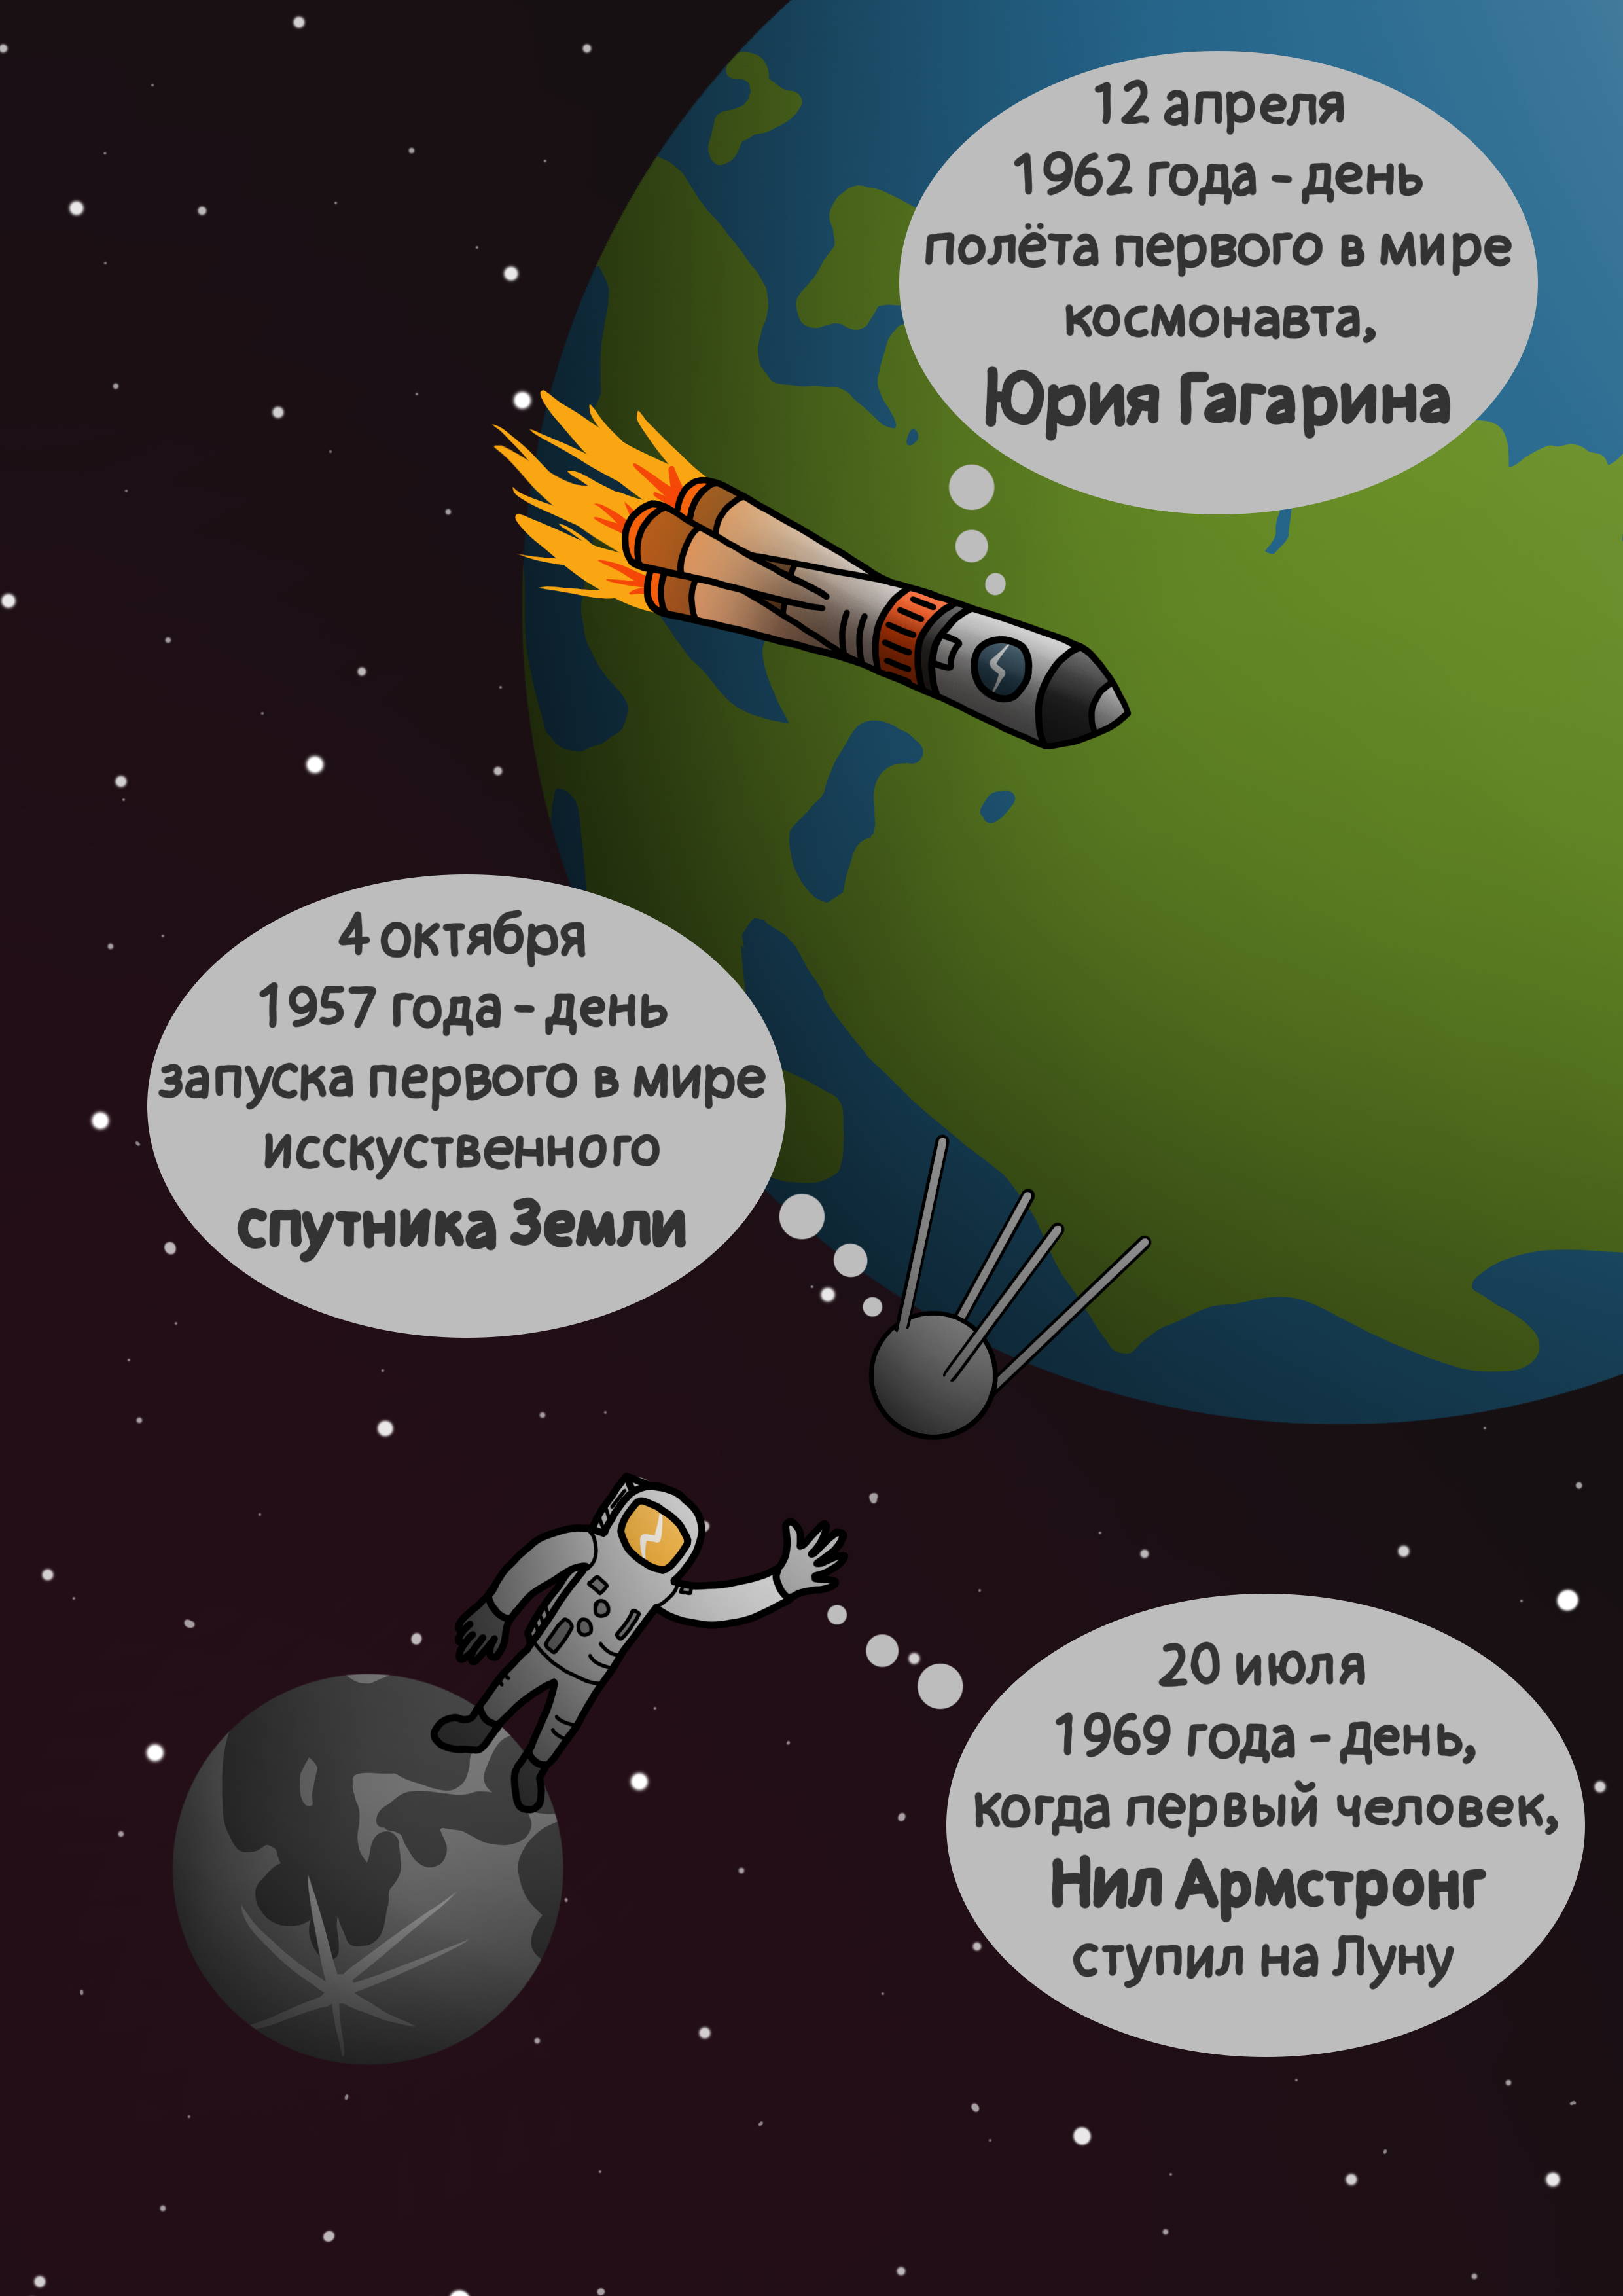 12 апреля
1962 года - день
полёта первого в мире
космонавта,
Юрия Гагарина
4 октября
1957 года - день
запуска первого в мире
исскуственного
спутника Земли
20 июля
1969 года - день,
когда первый человек,
Нил Армстронг
ступил на Луну